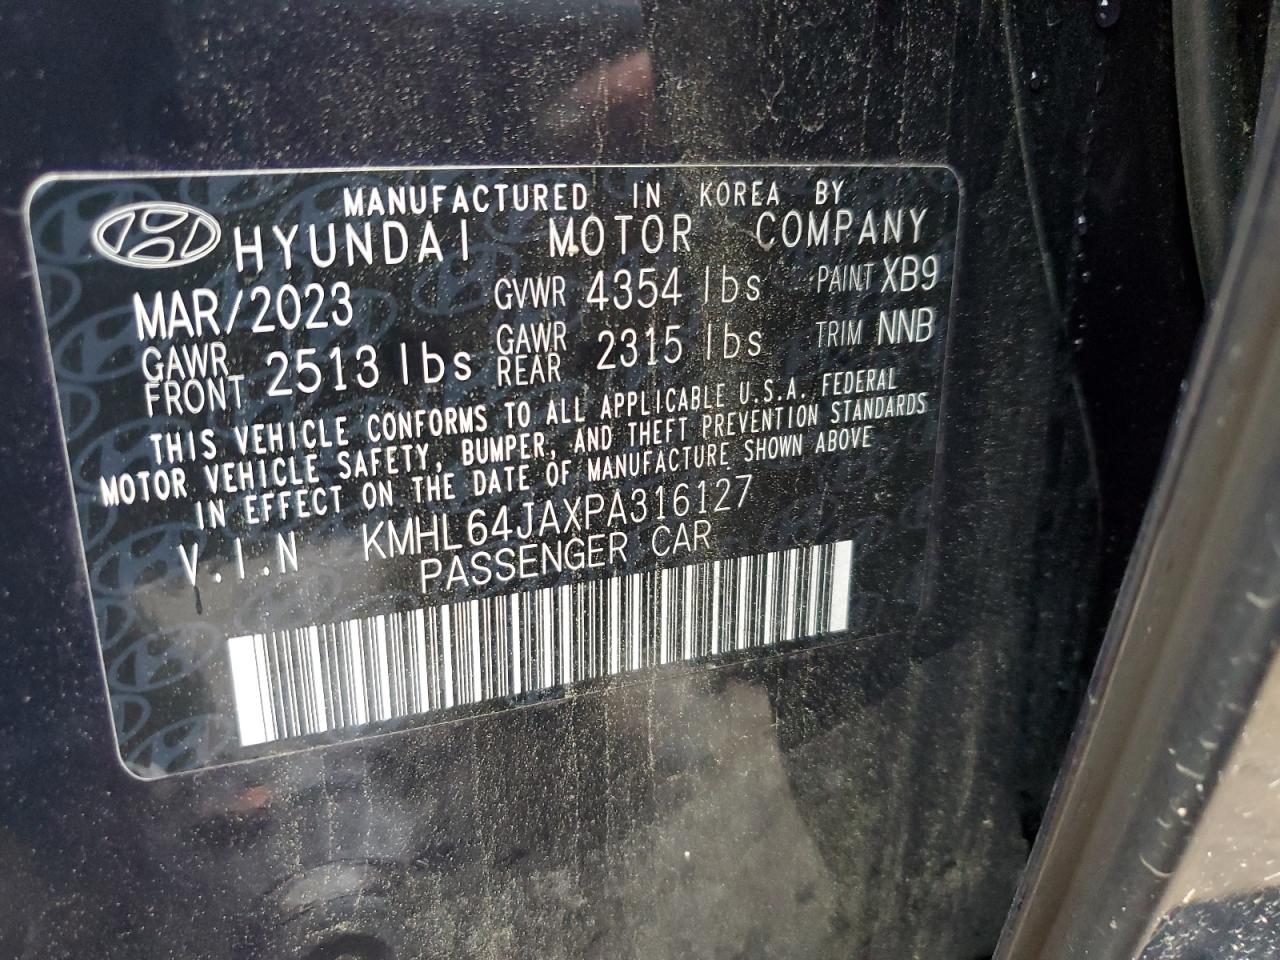 MANUFACTURED IN KOREA BY
HYUNDAI MOTOR COMPANY
MAR/2023 GVWR 4354 lbs PAINT XB9
GAWR FRONT 2513 lbs GAWR REAR 2315 lbs TRIM NNB
THIS VEHICLE CONFORMS TO ALL APPLICABLE U.S.A. FEDERAL
MOTOR VEHICLE SAFETY, BUMPER, AND THEFT PREVENTION STANDARDS
IN EFFECT ON THE DATE OF MANUFACTURE SHOWN ABOVE
V.I.N KMHL64JAXPA316127
PASSENGER CAR